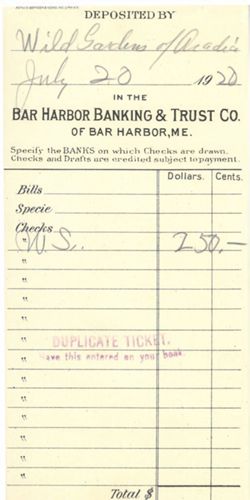 DEPOSITED BY
Wild Gardens of Acadia
July 20 1920
IN THE
BAR HARBOR BANKING & TRUST CO.
OF BAR HARBOR, ME.
Specify the BANKS on which Checks are drawn.
Checks and Drafts are credited subject to payment.
Dollars. Cents.
Bills
Specie
Checks
" W. S. 250.—
"
"
"
"
DUPLICATE TICKET.
" ave this entered on your book.
"
"
"
"
"
"
Total $